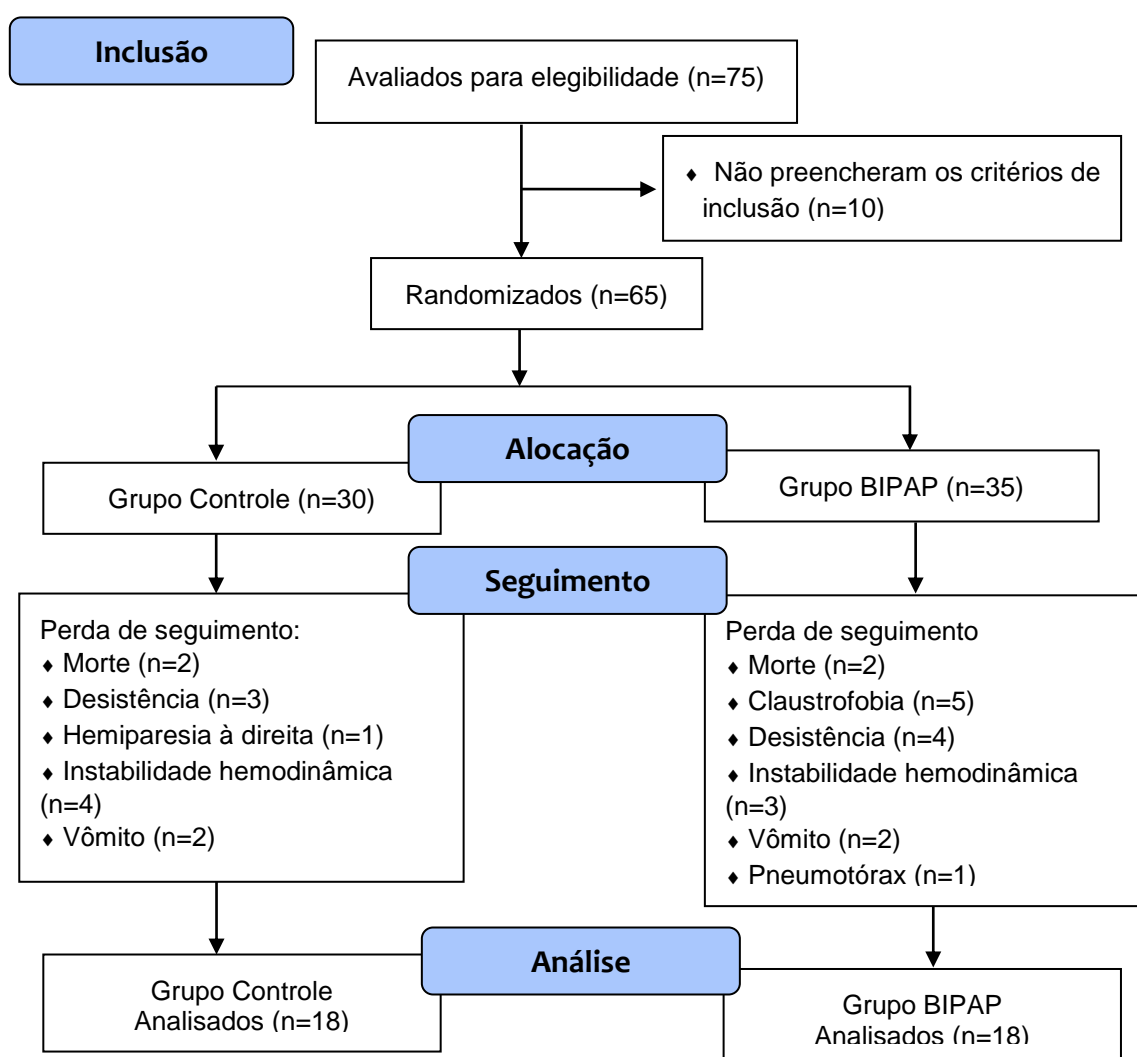 Inclusão
Avaliados para elegibilidade (n=75)
♦ Não preencheram os critérios de
inclusão (n=10)
Randomizados (n=65)
Alocação
Grupo Controle (n=30)
Grupo BIPAP (n=35)
Seguimento
Perda de seguimento:
♦ Morte (n=2)
♦ Desistência (n=3)
♦ Hemiparesia à direita (n=1)
♦ Instabilidade hemodinâmica
(n=4)
♦ Vômito (n=2)
Perda de seguimento
♦ Morte (n=2)
♦ Claustrofobia (n=5)
♦ Desistência (n=4)
♦ Instabilidade hemodinâmica
(n=3)
♦ Vômito (n=2)
♦ Pneumotórax (n=1)
Análise
Grupo Controle
Analisados (n=18)
Grupo BIPAP
Analisados (n=18)